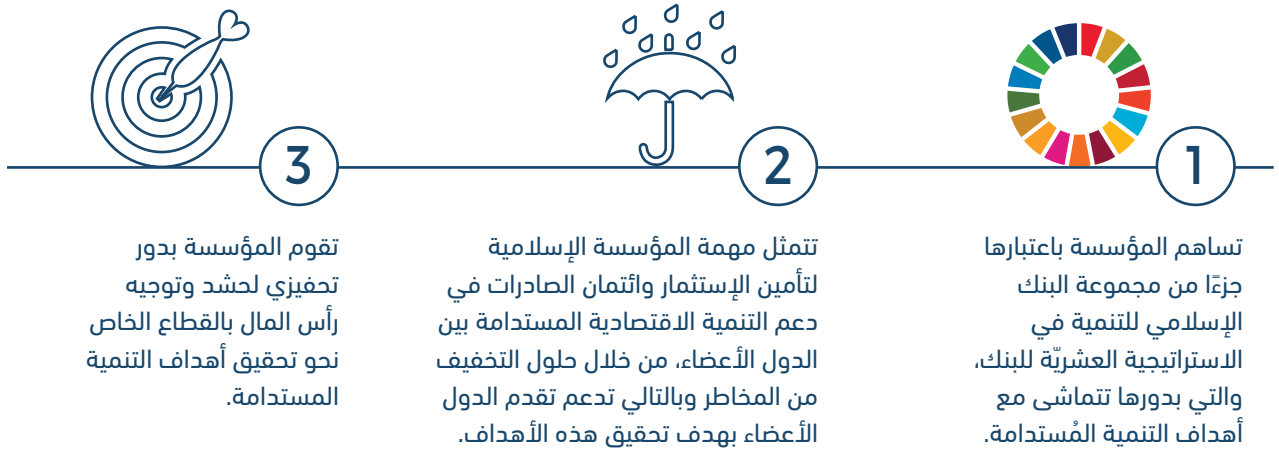 1
تساهم المؤسسة باعتبارها
جزءًا من مجموعة البنك
الإسلامي للتنمية في
الاستراتيجية العشريّة للبنك،
والتي بدورها تتماشى مع
أهداف التنمية المُستدامة.
2
تتمثل مهمة المؤسسة الإسلامية
لتأمين الإستثمار وائتمان الصادرات في
دعم التنمية الاقتصادية المستدامة بين
الدول الأعضاء، من خلال حلول التخفيف
من المخاطر وبالتالي تدعم تقدم الدول
الأعضاء بهدف تحقيق هذه الأهداف.
3
تقوم المؤسسة بدور
تحفيزي لحشد وتوجيه
رأس المال بالقطاع الخاص
نحو تحقيق أهداف التنمية
المستدامة.